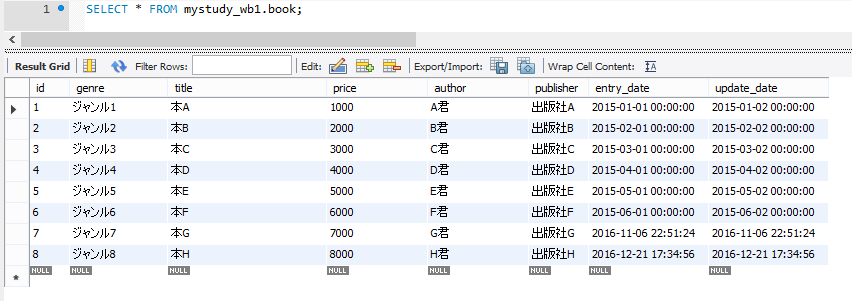 1 SELECT * FROM mystudy_wb1.book;
Result Grid Filter Rows: Edit: Export/Import: Wrap Cell Content:
id genre title price author publisher entry_date update_date
1 ジャンル1 本A 1000 A君 出版社A 2015-01-01 00:00:00 2015-01-02 00:00:00
2 ジャンル2 本B 2000 B君 出版社B 2015-02-01 00:00:00 2015-02-02 00:00:00
3 ジャンル3 本C 3000 C君 出版社C 2015-03-01 00:00:00 2015-03-02 00:00:00
4 ジャンル4 本D 4000 D君 出版社D 2015-04-01 00:00:00 2015-04-02 00:00:00
5 ジャンル5 本E 5000 E君 出版社E 2015-05-01 00:00:00 2015-05-02 00:00:00
6 ジャンル6 本F 6000 F君 出版社F 2015-06-01 00:00:00 2015-06-02 00:00:00
7 ジャンル7 本G 7000 G君 出版社G 2016-11-06 22:51:24 2016-11-06 22:51:24
8 ジャンル8 本H 8000 H君 出版社H 2016-12-21 17:34:56 2016-12-21 17:34:56
NULL NULL NULL NULL NULL NULL NULL NULL